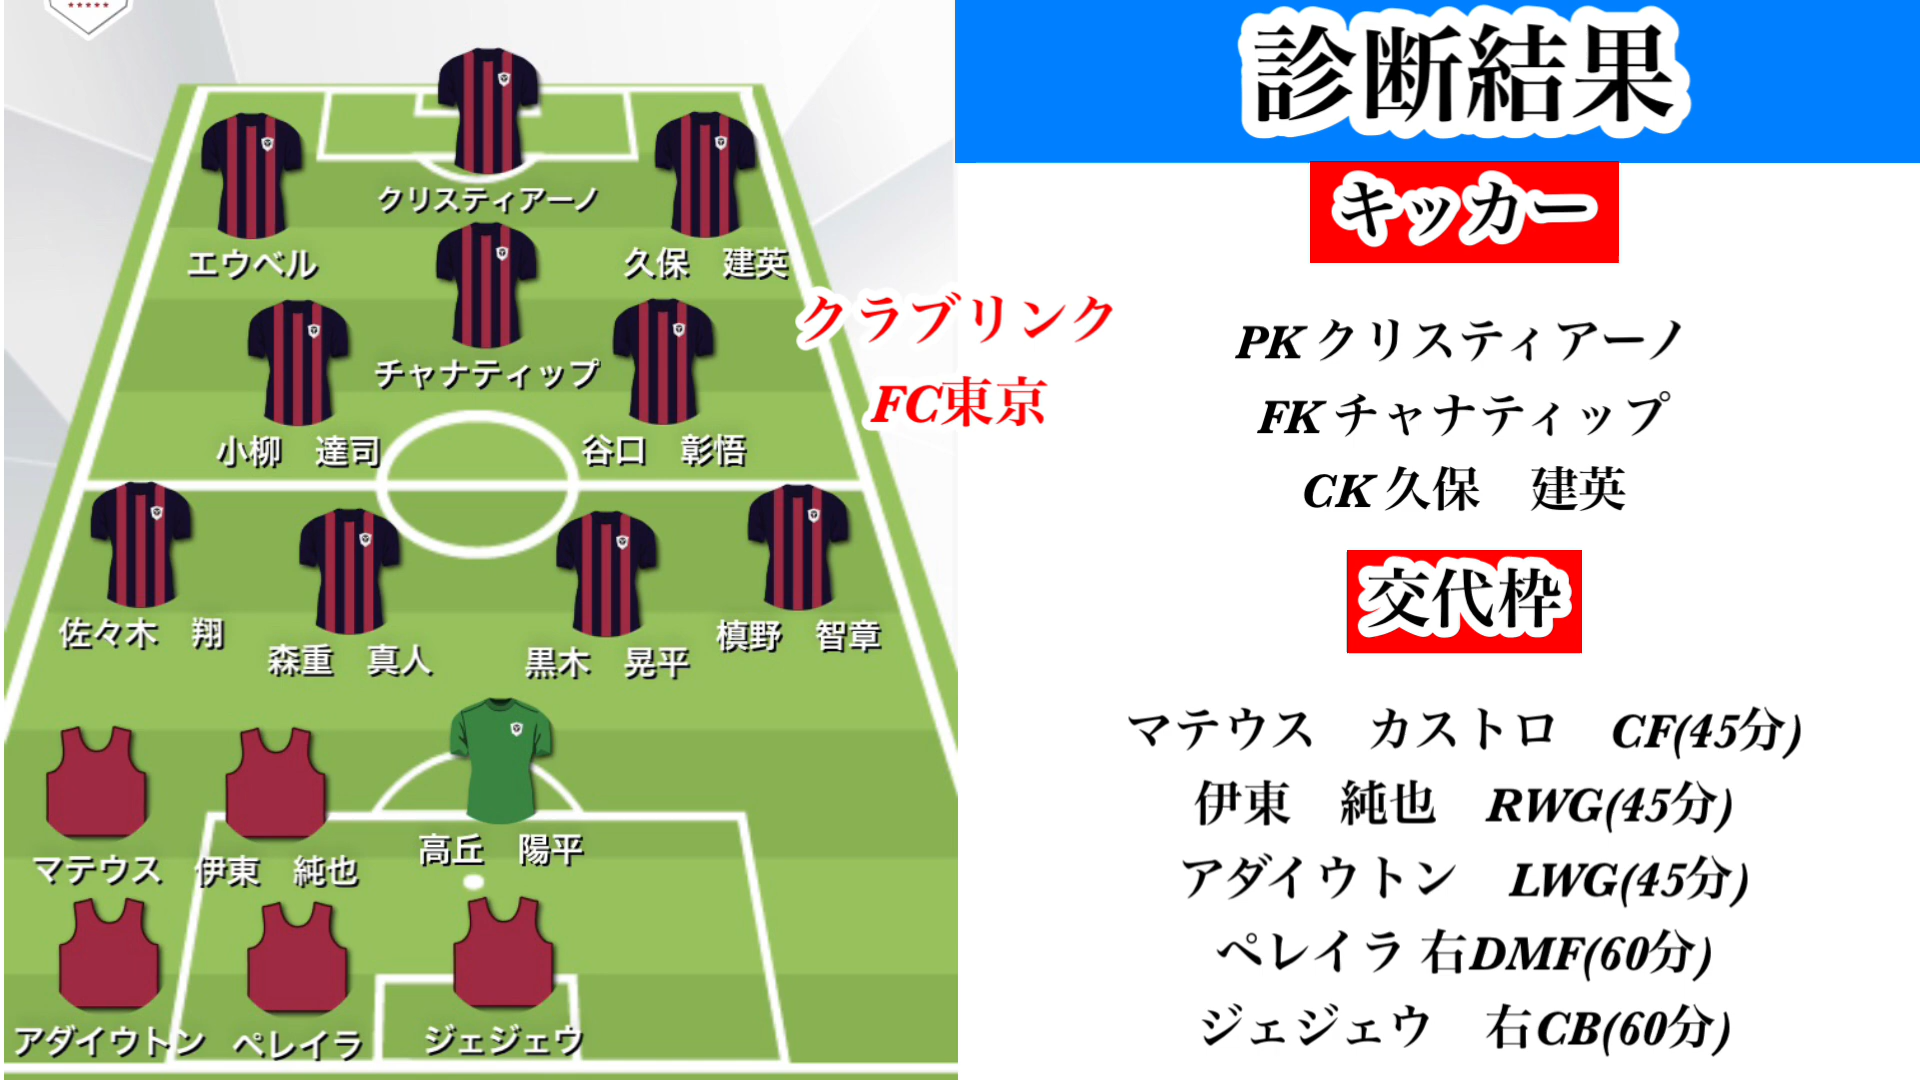 診断結果
キッカー
PK クリスティアーノ
FK チャナティップ
CK 久保　建英
交代枠
マテウス　カストロ　CF(45分)
伊東　純也　RWG(45分)
アダイウトン　LWG(45分)
ペレイラ 右DMF(60分)
ジェジェウ　右CB(60分)
クラブリンク
FC東京
クリスティアーノ
エウベル
久保　建英
チャナティップ
小柳　達司
谷口　彰悟
佐々木　翔
森重　真人
黒木　晃平
槙野　智章
高丘　陽平
マテウス
伊東　純也
アダイウトン
ペレイラ
ジェジェウ